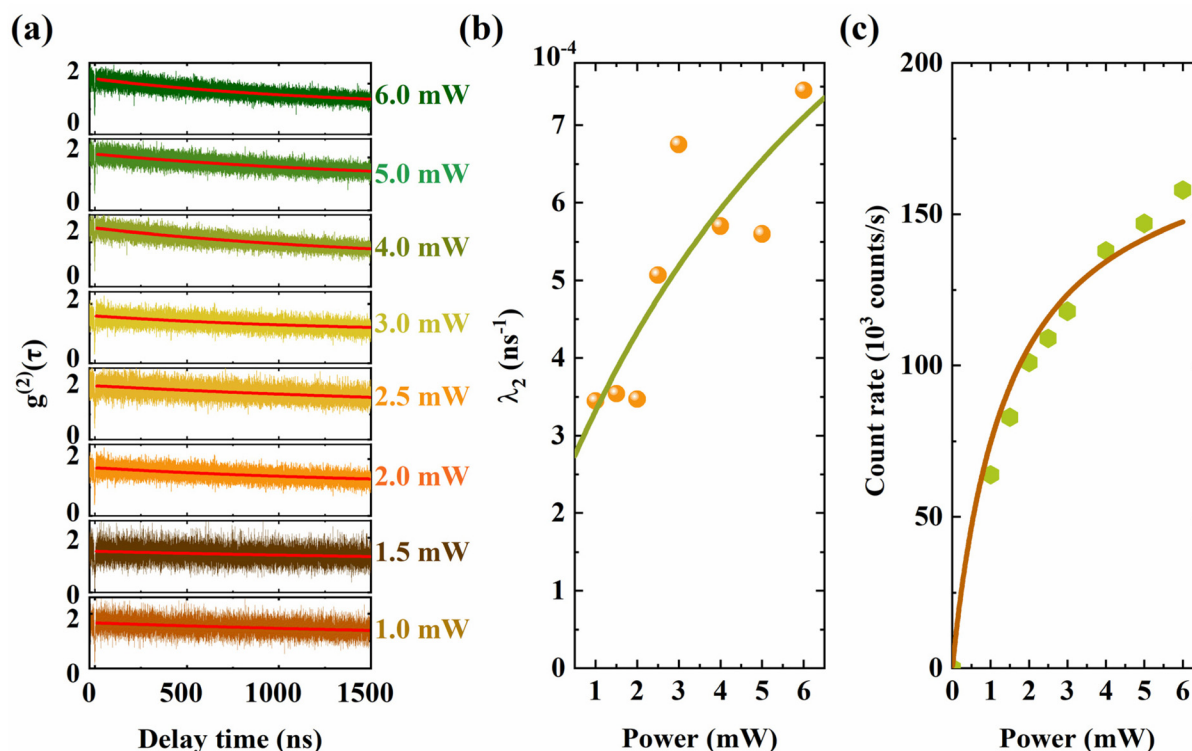 (a)
g⁽²⁾(τ)
2
0
6.0 mW
2
0
5.0 mW
2
0
4.0 mW
2
0
3.0 mW
2
0
2.5 mW
2
0
2.0 mW
2
0
1.5 mW
2
0
1.0 mW
0 500 1000 1500
Delay time (ns)
(b)
10⁻⁴
λ₂ (ns⁻¹)
8
7
6
5
4
3
2
1
0
1 2 3 4 5 6
Power (mW)
(c)
Count rate (10³ counts/s)
200
150
100
50
0
0 1 2 3 4 5 6
Power (mW)